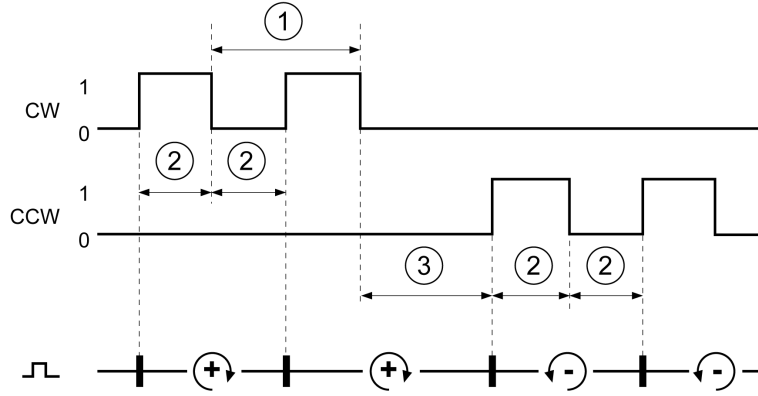 ①
CW 1
0
② ②
CCW 1
0
③ ② ②
+ + - -